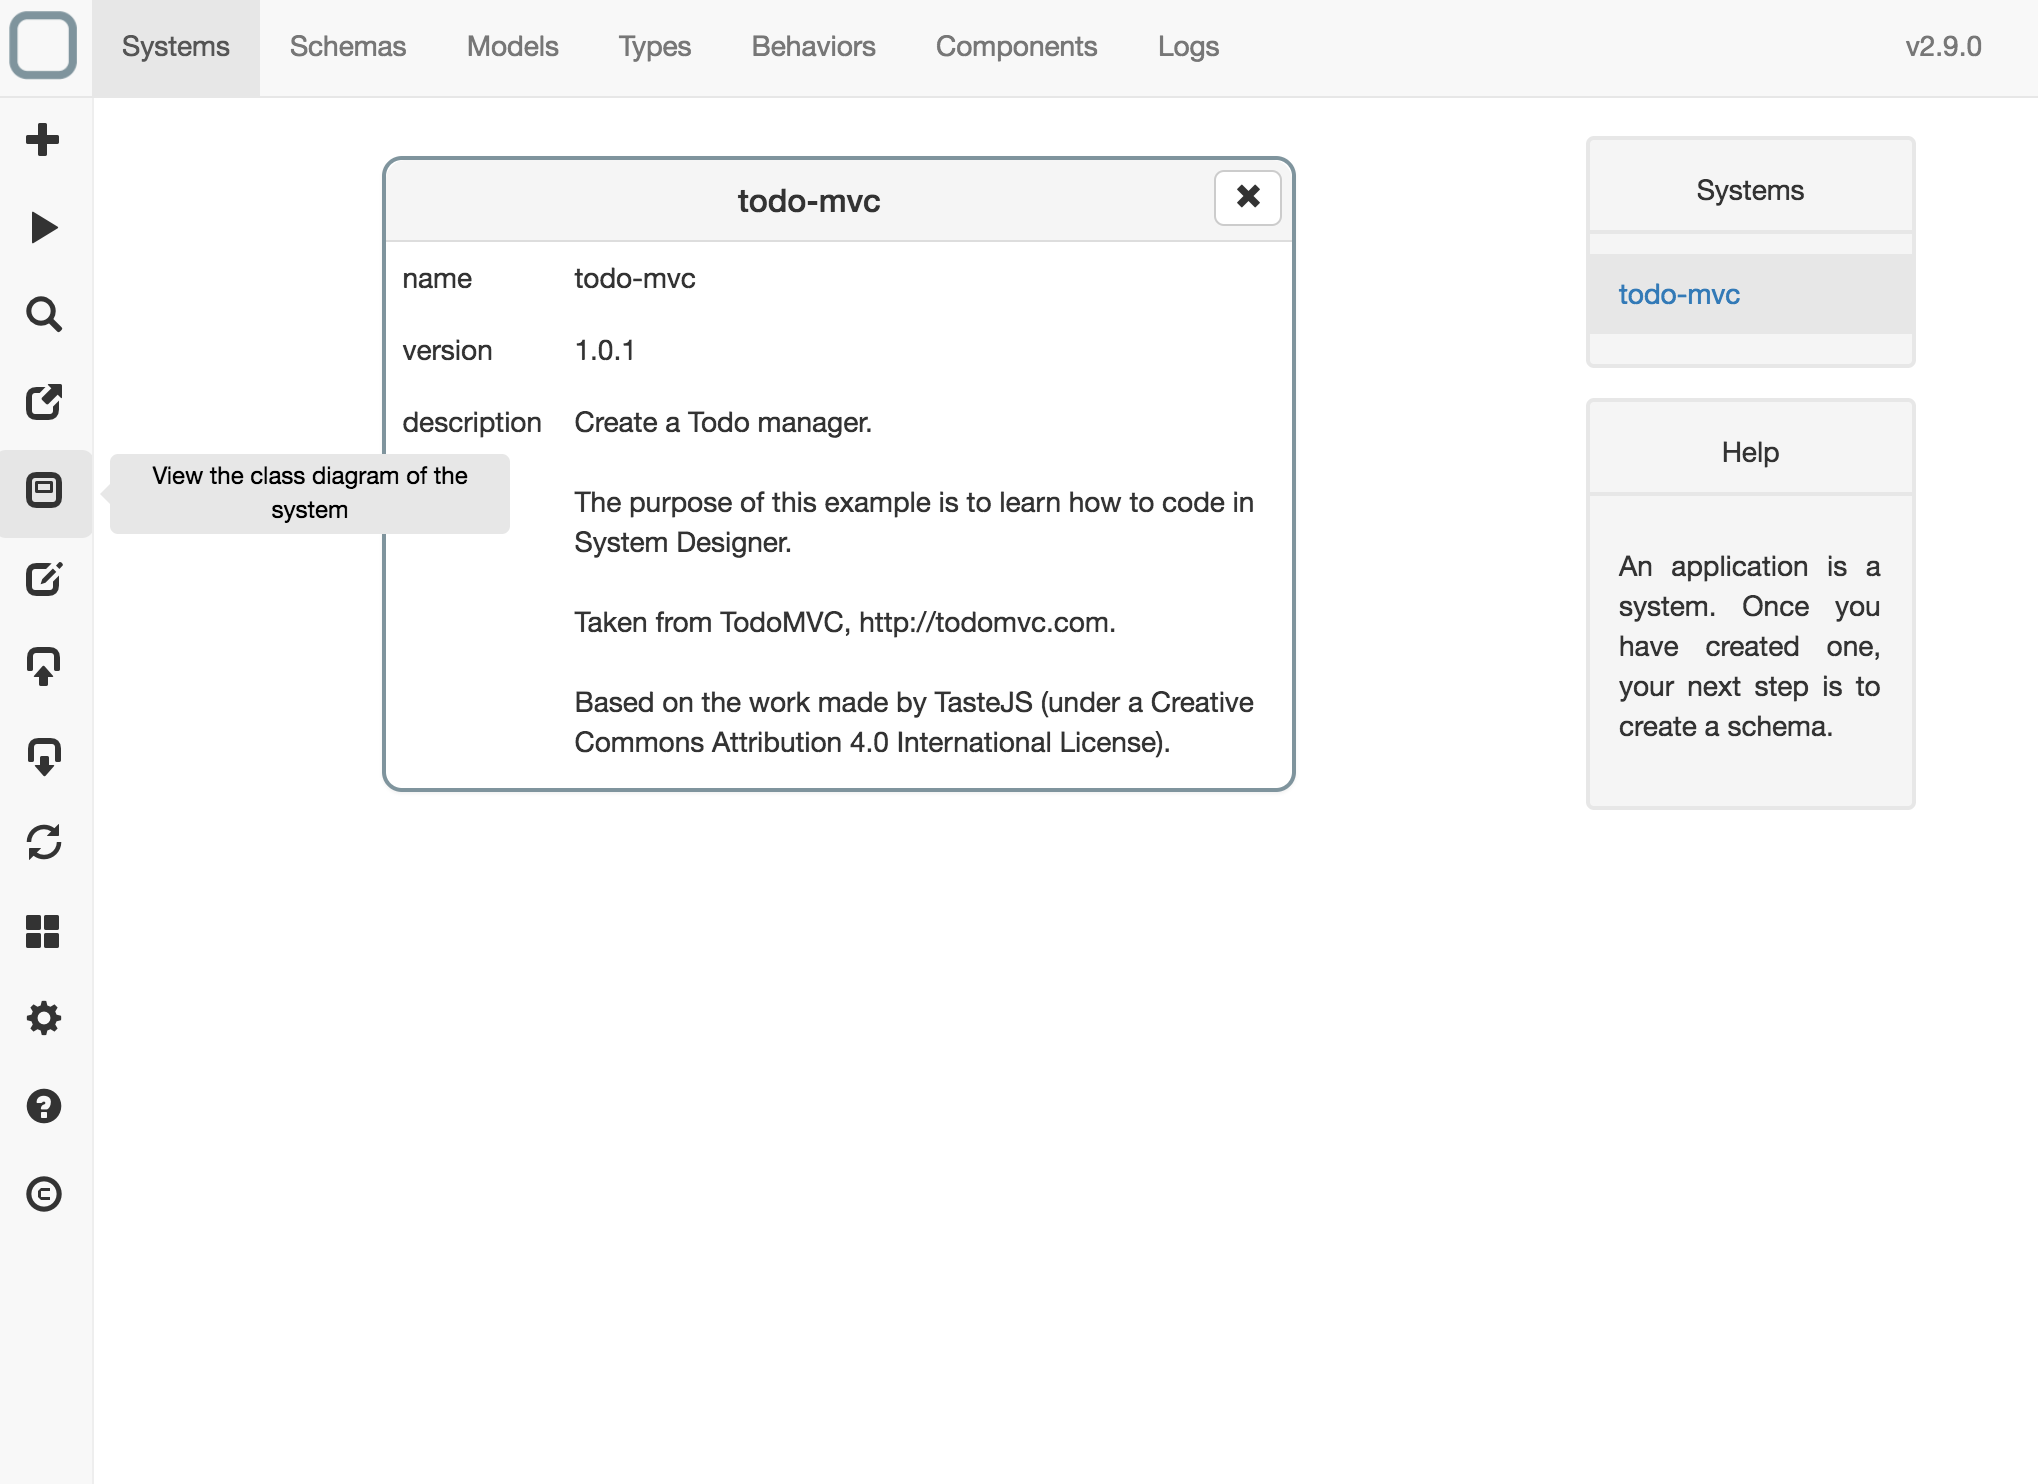 Systems Schemas Models Types Behaviors Components Logs v2.9.0
todo-mvc
name todo-mvc
version 1.0.1
description Create a Todo manager.
The purpose of this example is to learn how to code in
System Designer.
Taken from TodoMVC, http://todomvc.com.
Based on the work made by TasteJS (under a Creative
Commons Attribution 4.0 International License).
View the class diagram of the
system
Systems
todo-mvc
Help
An application is a
system. Once you
have created one,
your next step is to
create a schema.